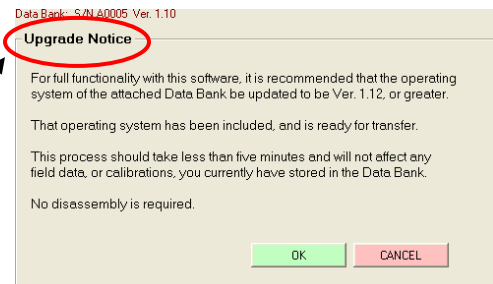 Data Bank: S/N A0005 Ver. 1.10
Upgrade Notice
For full functionality with this software, it is recommended that the operating
system of the attached Data Bank be updated to be Ver. 1.12, or greater.
That operating system has been included, and is ready for transfer.
This process should take less than five minutes and will not affect any
field data, or calibrations, you currently have stored in the Data Bank.
No disassembly is required.
OK CANCEL